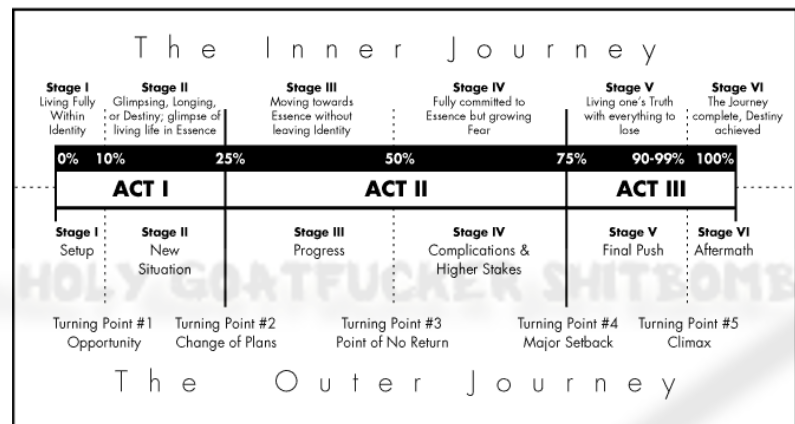 The Inner Journey
Stage I
Living Fully
Within
Identity
Stage II
Glimpsing, Longing,
or Destiny; glimpse of
living life in Essence
Stage III
Moving towards
Essence without
leaving Identity
Stage IV
Fully committed to
Essence but growing
Fear
Stage V
Living one's Truth
with everything to
lose
Stage VI
The Journey
complete, Destiny
achieved
0% 10% 25% 50% 75% 90-99% 100%
ACT I ACT II ACT III
Stage I
Setup
Stage II
New
Situation
Stage III
Progress
Stage IV
Complications &
Higher Stakes
Stage V
Final Push
Stage VI
Aftermath
HOLY GOATFUCKER SHITBOMB
Turning Point #1
Opportunity
Turning Point #2
Change of Plans
Turning Point #3
Point of No Return
Turning Point #4
Major Setback
Turning Point #5
Climax
The Outer Journey